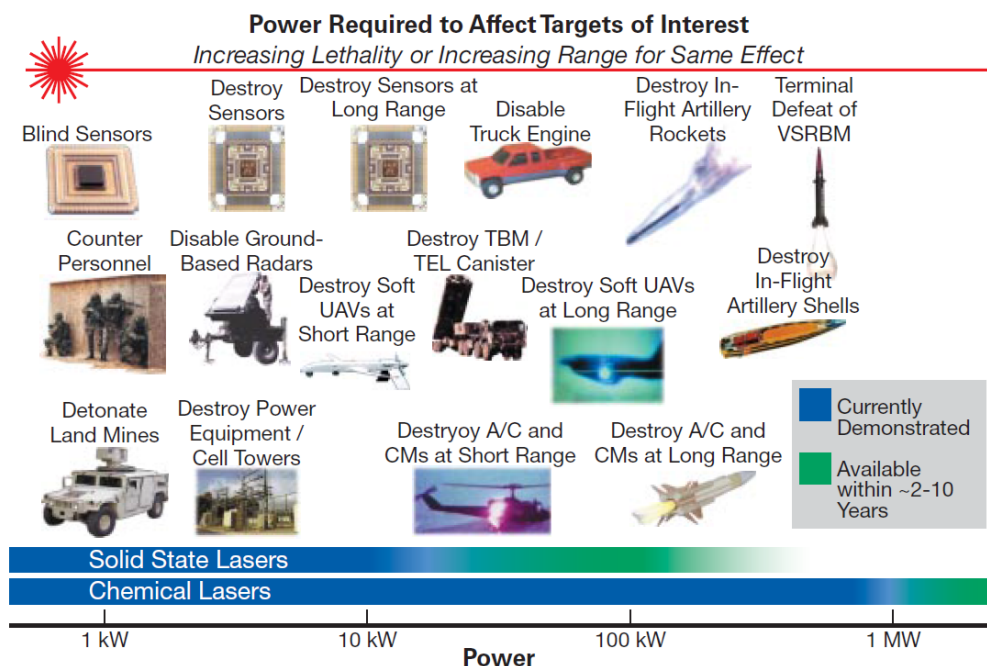 Power Required to Affect Targets of Interest
Increasing Lethality or Increasing Range for Same Effect
Blind Sensors
Destroy
Sensors
Destroy Sensors at
Long Range
Disable
Truck Engine
Destroy In-
Flight Artillery
Rockets
Terminal
Defeat of
VSRBM
Counter
Personnel
Disable Ground-
Based Radars
Destroy Soft
UAVs at
Short Range
Destroy TBM /
TEL Canister
Destroy Soft UAVs
at Long Range
Destroy
In-Flight
Artillery Shells
Detonate
Land Mines
Destroy Power
Equipment /
Cell Towers
Destryoy A/C and
CMs at Short Range
Destroy A/C and
CMs at Long Range
Currently
Demonstrated
Available
within ~2-10
Years
Solid State Lasers
Chemical Lasers
1 kW
10 kW
100 kW
1 MW
Power